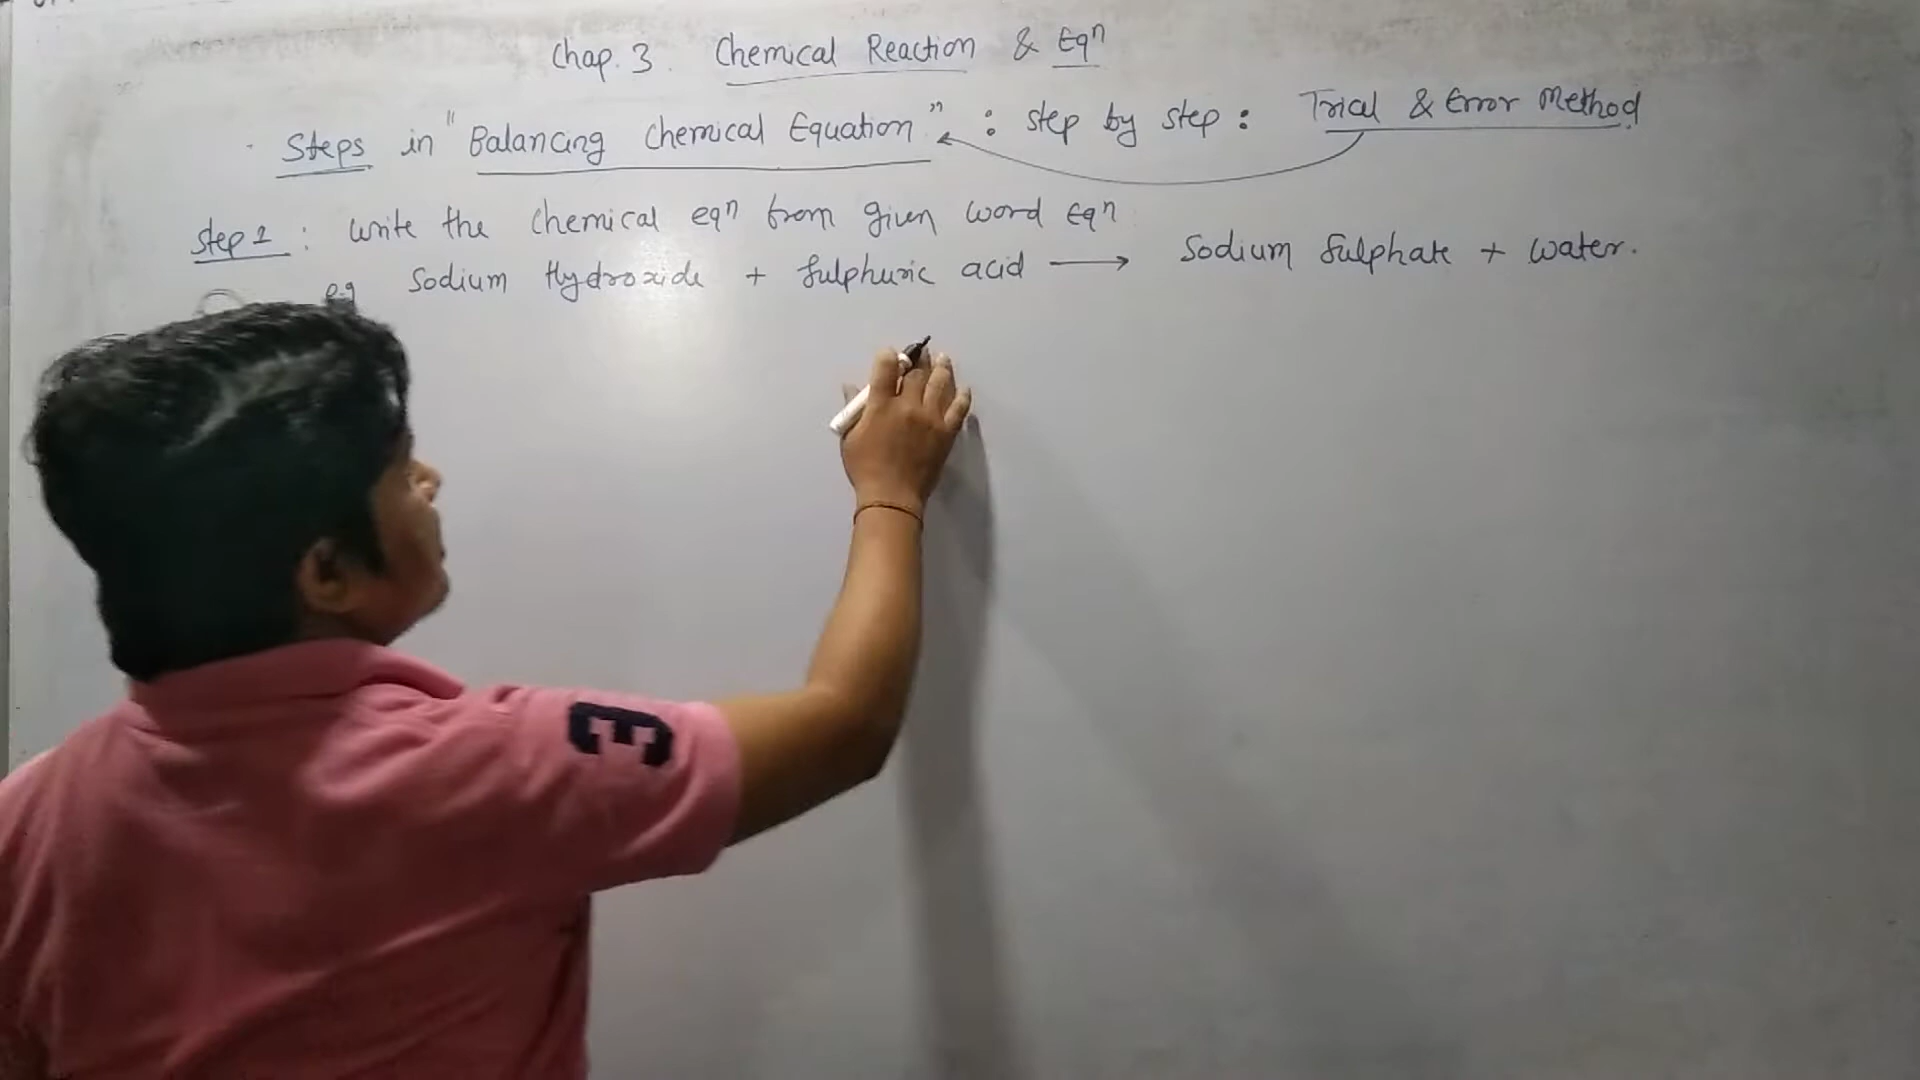 Chap. 3. Chemical Reaction & Eqⁿ
Steps in "Balancing Chemical Equation" : step by step : Trial & Error Method
Step 1 : Write the Chemical eqⁿ from given word Eqⁿ
e.g Sodium Hydroxide + Sulphuric acid ⟶ Sodium Sulphate + water.
E